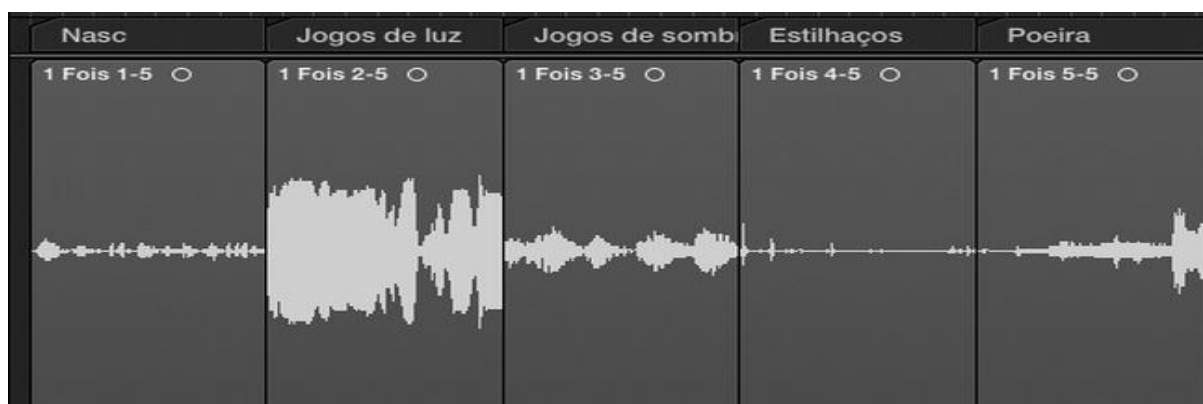 Nasc
Jogos de luz
Jogos de sombr
Estilhaços
Poeira
1 Fois 1-5
1 Fois 2-5
1 Fois 3-5
1 Fois 4-5
1 Fois 5-5